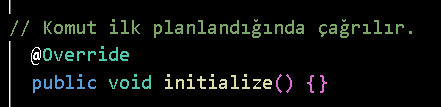 // Komut ilk planlandığında çağrılır.
@Override
public void initialize() {}